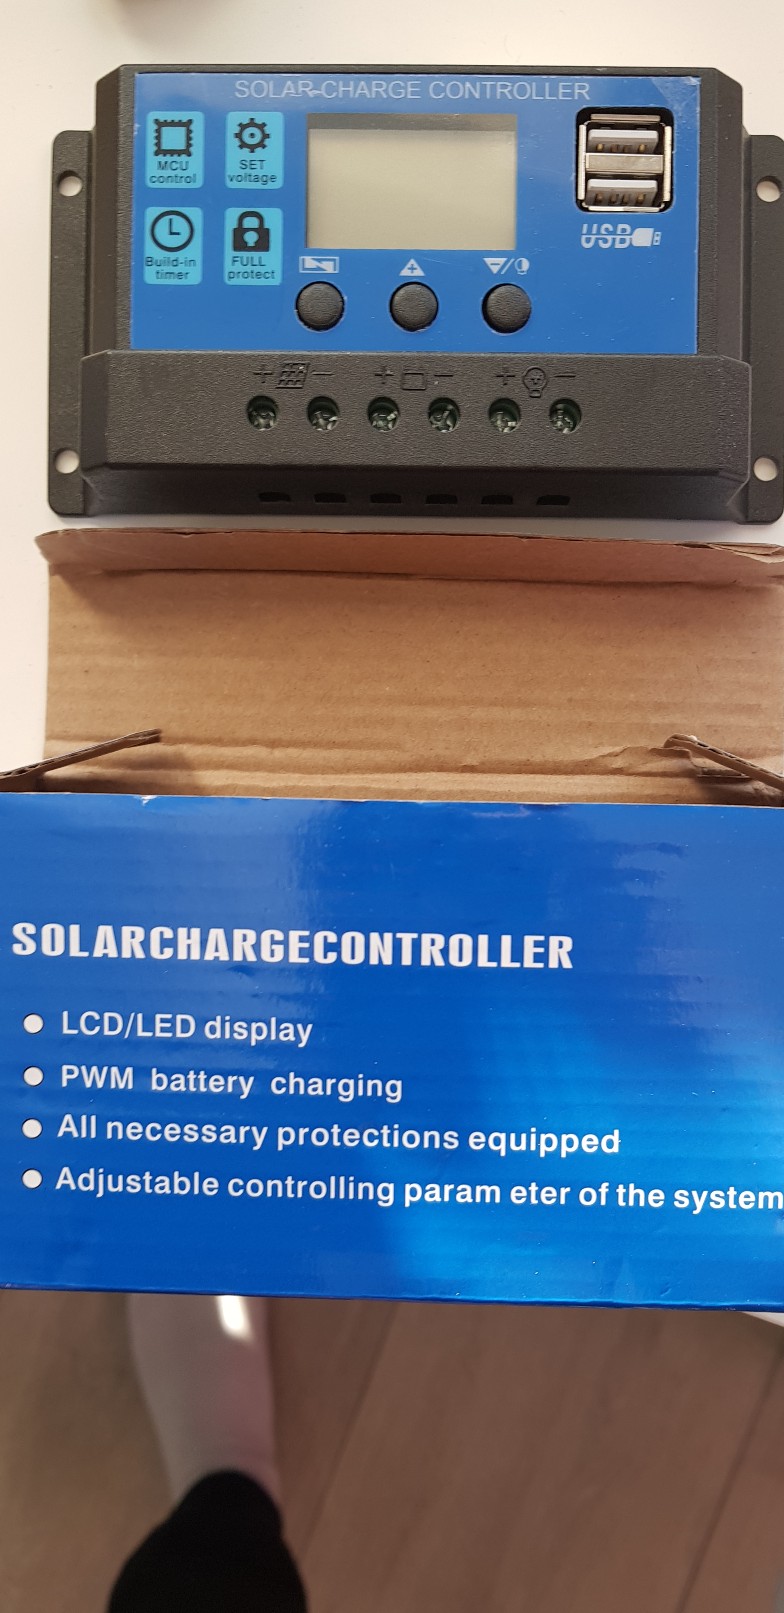 SOLAR CHARGE CONTROLLER
MCU
control
SET
voltage
Build-in
timer
FULL
protect
USB
+ -
+ -
+ -
SOLARCHARGECONTROLLER
LCD/LED display
PWM battery charging
All necessary protections equipped
Adjustable controlling param eter of the system